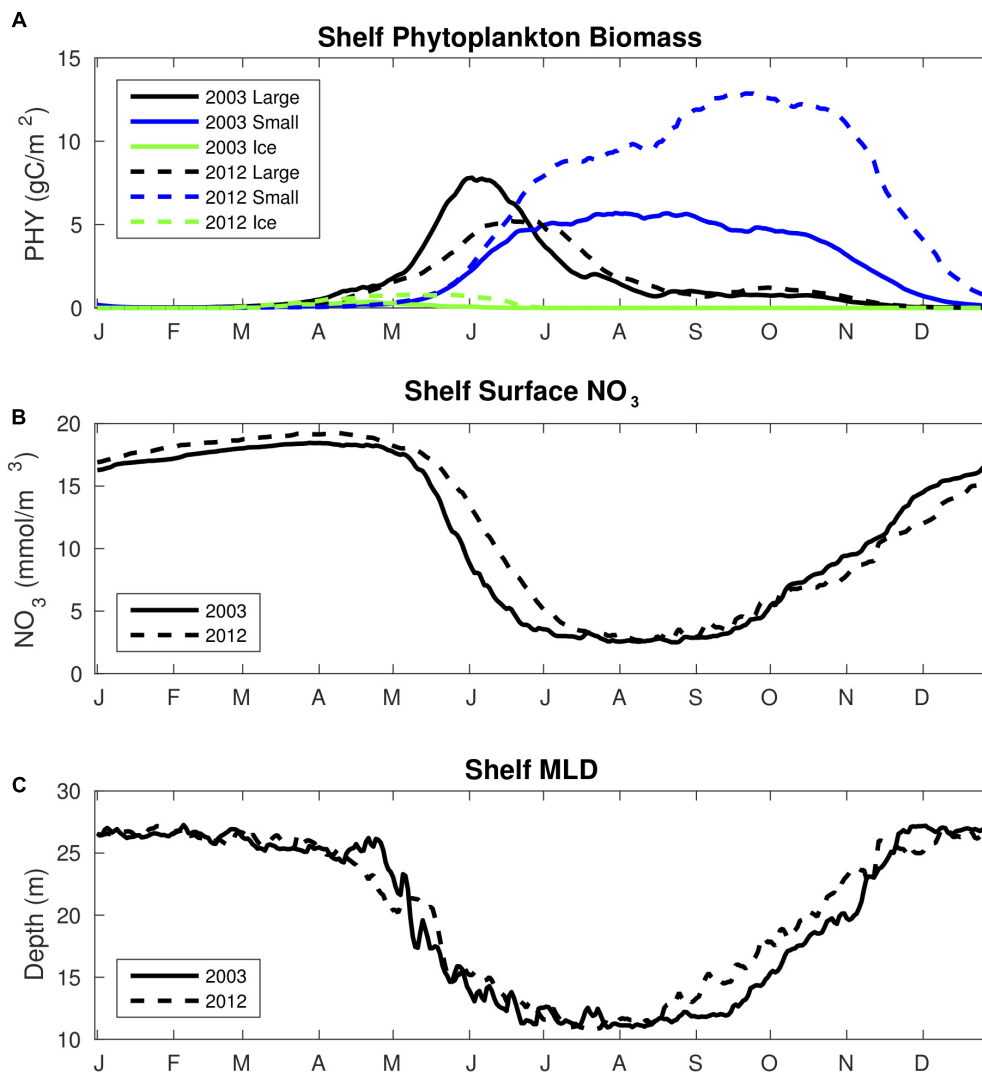 A
Shelf Phytoplankton Biomass
PHY (gC/m²)
15
10
5
0
2003 Large
2003 Small
2003 Ice
2012 Large
2012 Small
2012 Ice
J F M A M J J A S O N D
B
Shelf Surface NO₃
NO₃ (mmol/m³)
20
15
10
5
0
2003
2012
J F M A M J J A S O N D
C
Shelf MLD
Depth (m)
30
25
20
15
10
2003
2012
J F M A M J J A S O N D